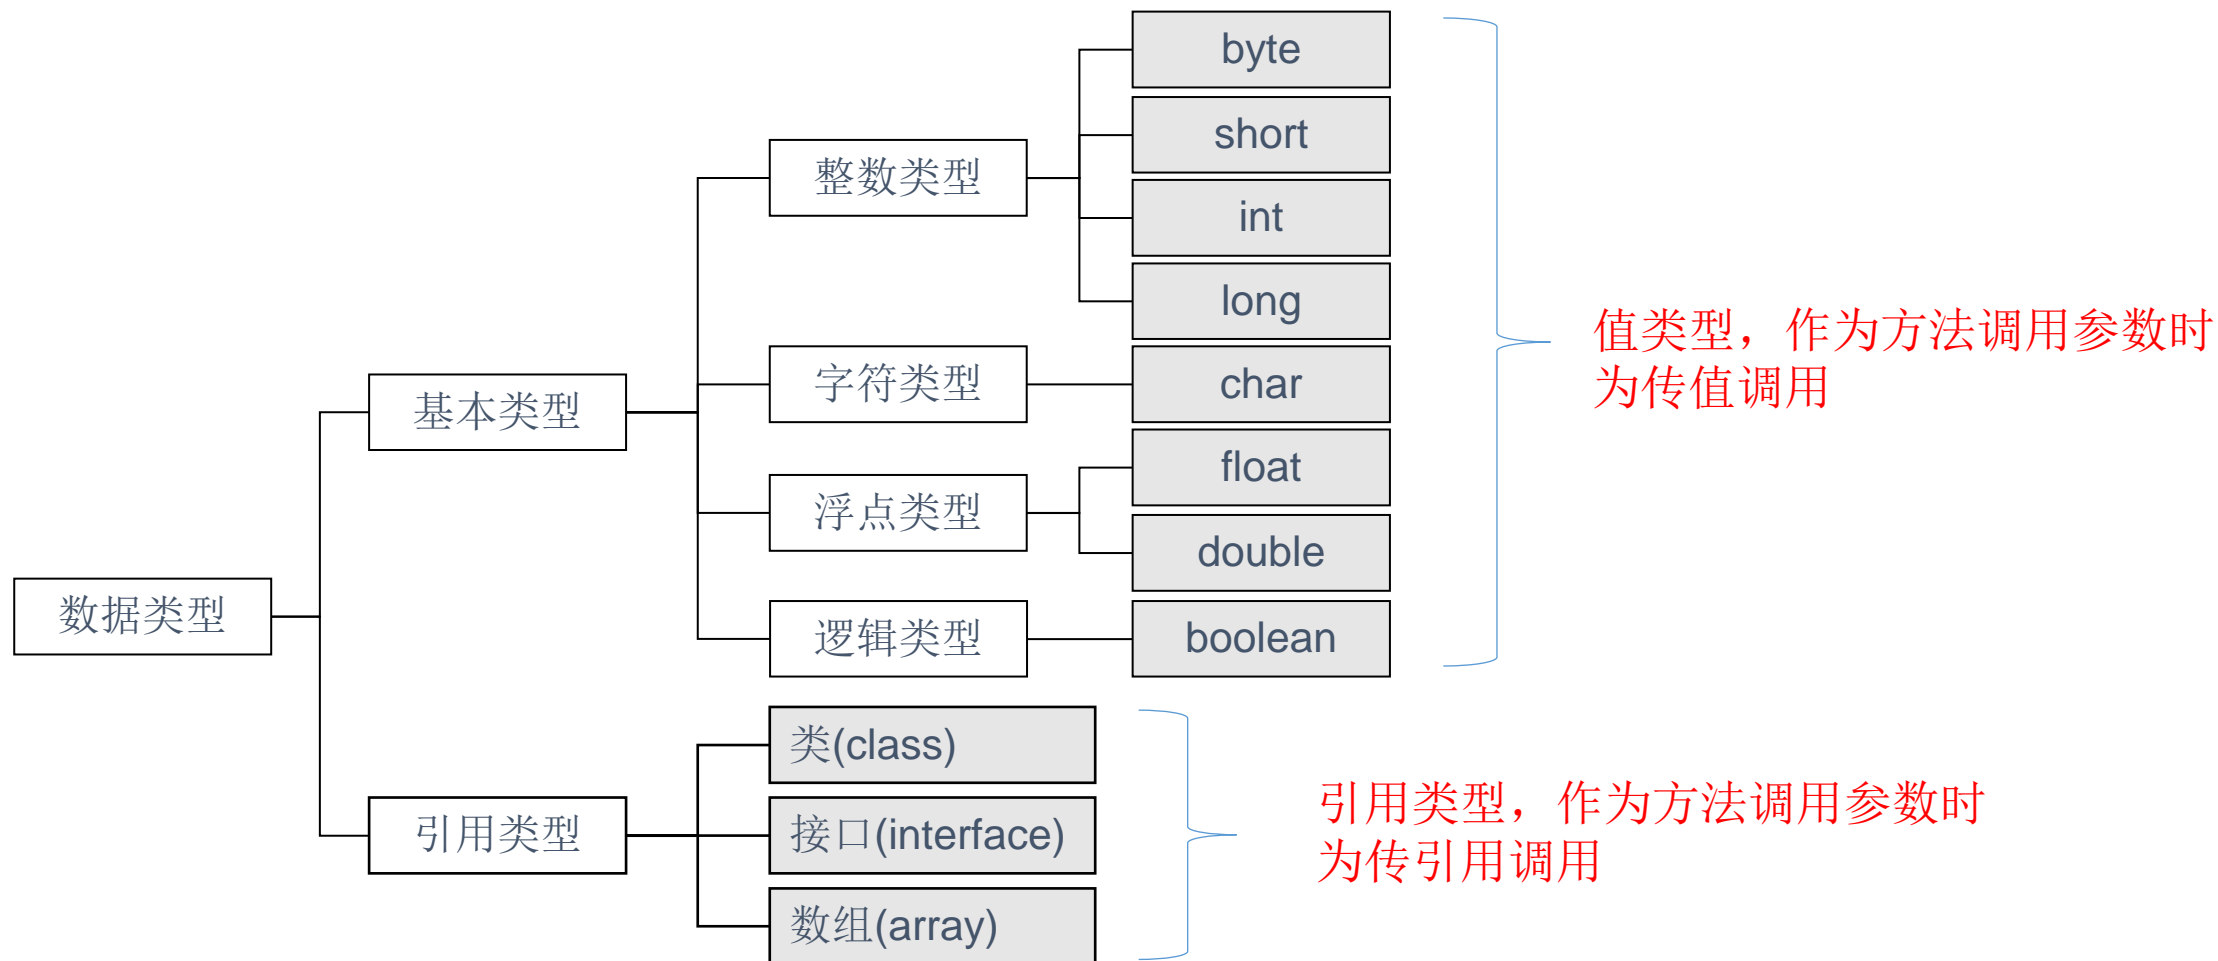 byte
short
整数类型
int
long
值类型，作为方法调用参数时
为传值调用
字符类型
char
基本类型
float
浮点类型
double
数据类型
逻辑类型
boolean
类(class)
引用类型
接口(interface)
引用类型，作为方法调用参数时
为传引用调用
数组(array)